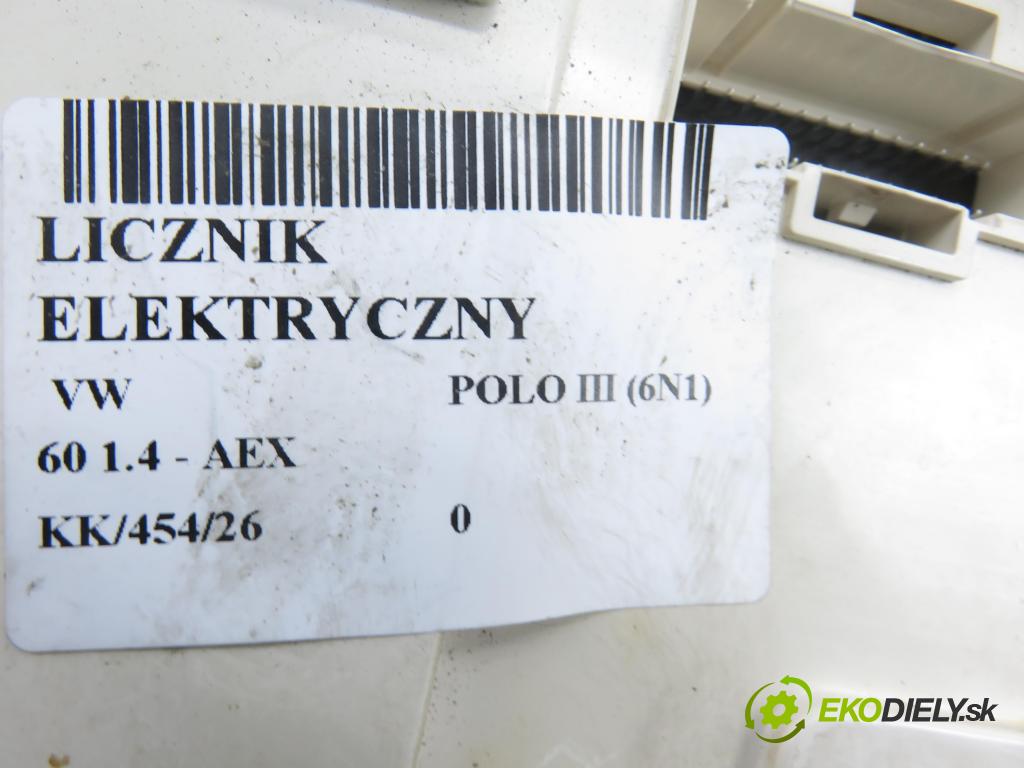 LICZNIK
ELEKTRYCZNY
VW POLO III (6N1)
60 1.4 - AEX
KK/454/26 0
EKODIELY.sk